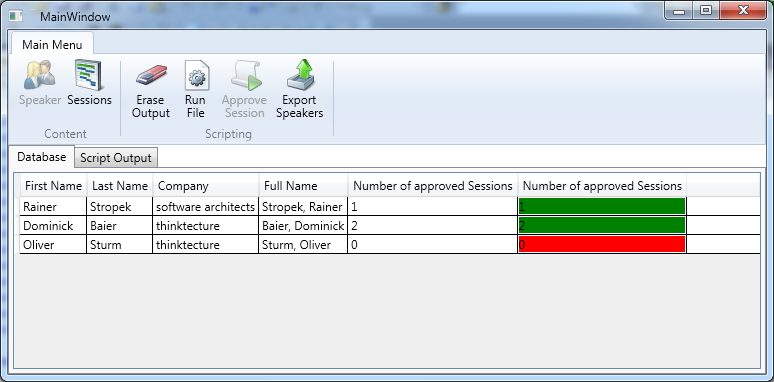 MainWindow
Main Menu
Speaker Sessions Erase Output Run File Approve Session Export Speakers
Content Scripting
Database Script Output
First Name Last Name Company Full Name Number of approved Sessions Number of approved Sessions
Rainer Stropek software architects Stropek, Rainer 1 1
Dominick Baier thinktecture Baier, Dominick 2 2
Oliver Sturm thinktecture Sturm, Oliver 0 0